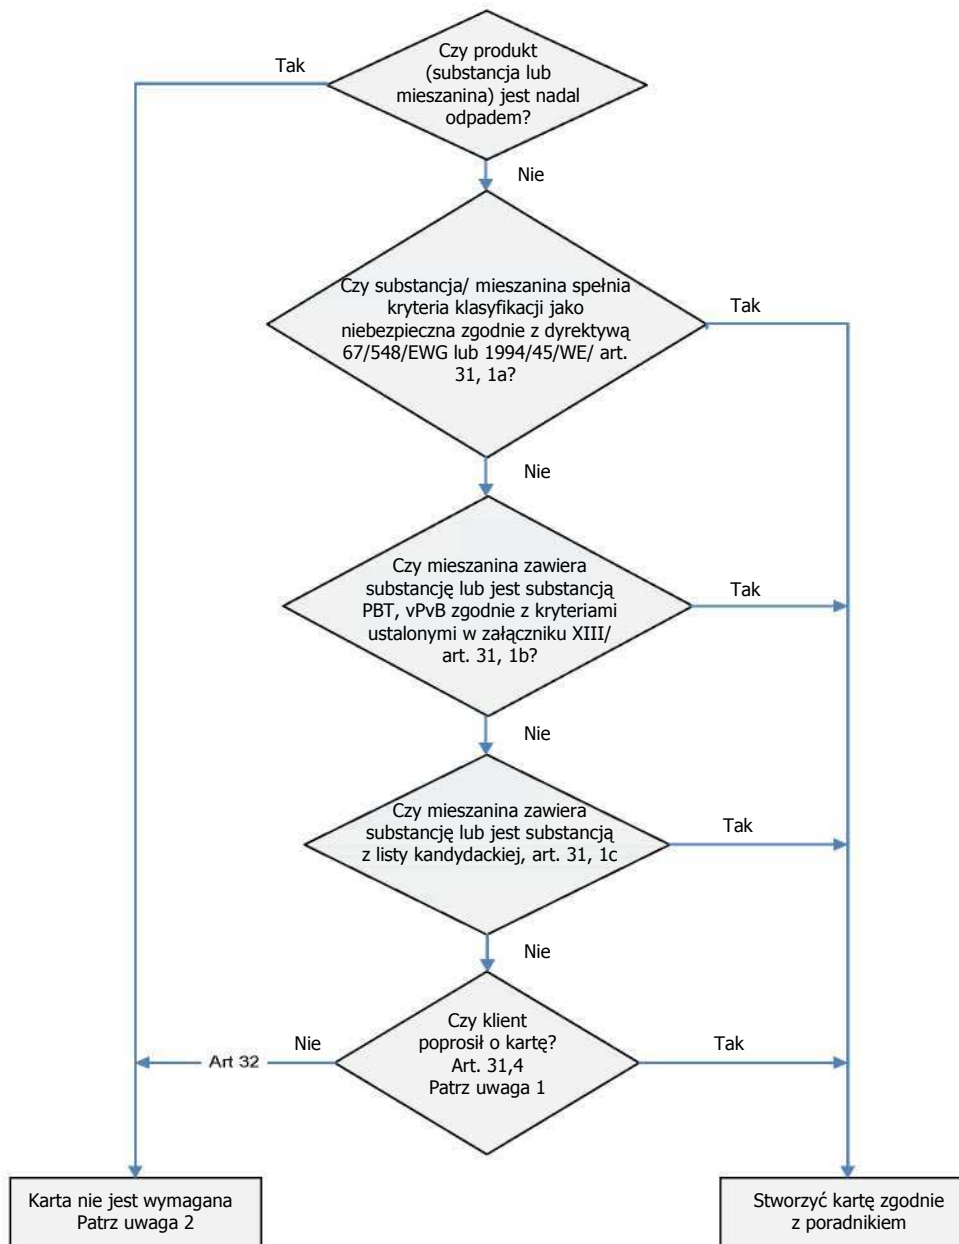 Czy produkt
(substancja lub
mieszanina) jest nadal
odpadem?
Tak
Nie
Czy substancja/ mieszanina spełnia
kryteria klasyfikacji jako
niebezpieczna zgodnie z dyrektywą
67/548/EWG lub 1994/45/WE/ art.
31, 1a?
Tak
Nie
Czy mieszanina zawiera
substancję lub jest substancją
PBT, vPvB zgodnie z kryteriami
ustalonymi w załączniku XIII/
art. 31, 1b?
Tak
Nie
Czy mieszanina zawiera
substancję lub jest substancją
z listy kandydackiej, art. 31, 1c
Tak
Nie
Czy klient
poprosił o kartę?
Art. 31,4
Patrz uwaga 1
Nie
Art 32
Tak
Karta nie jest wymagana
Patrz uwaga 2
Stworzyć kartę zgodnie
z poradnikiem